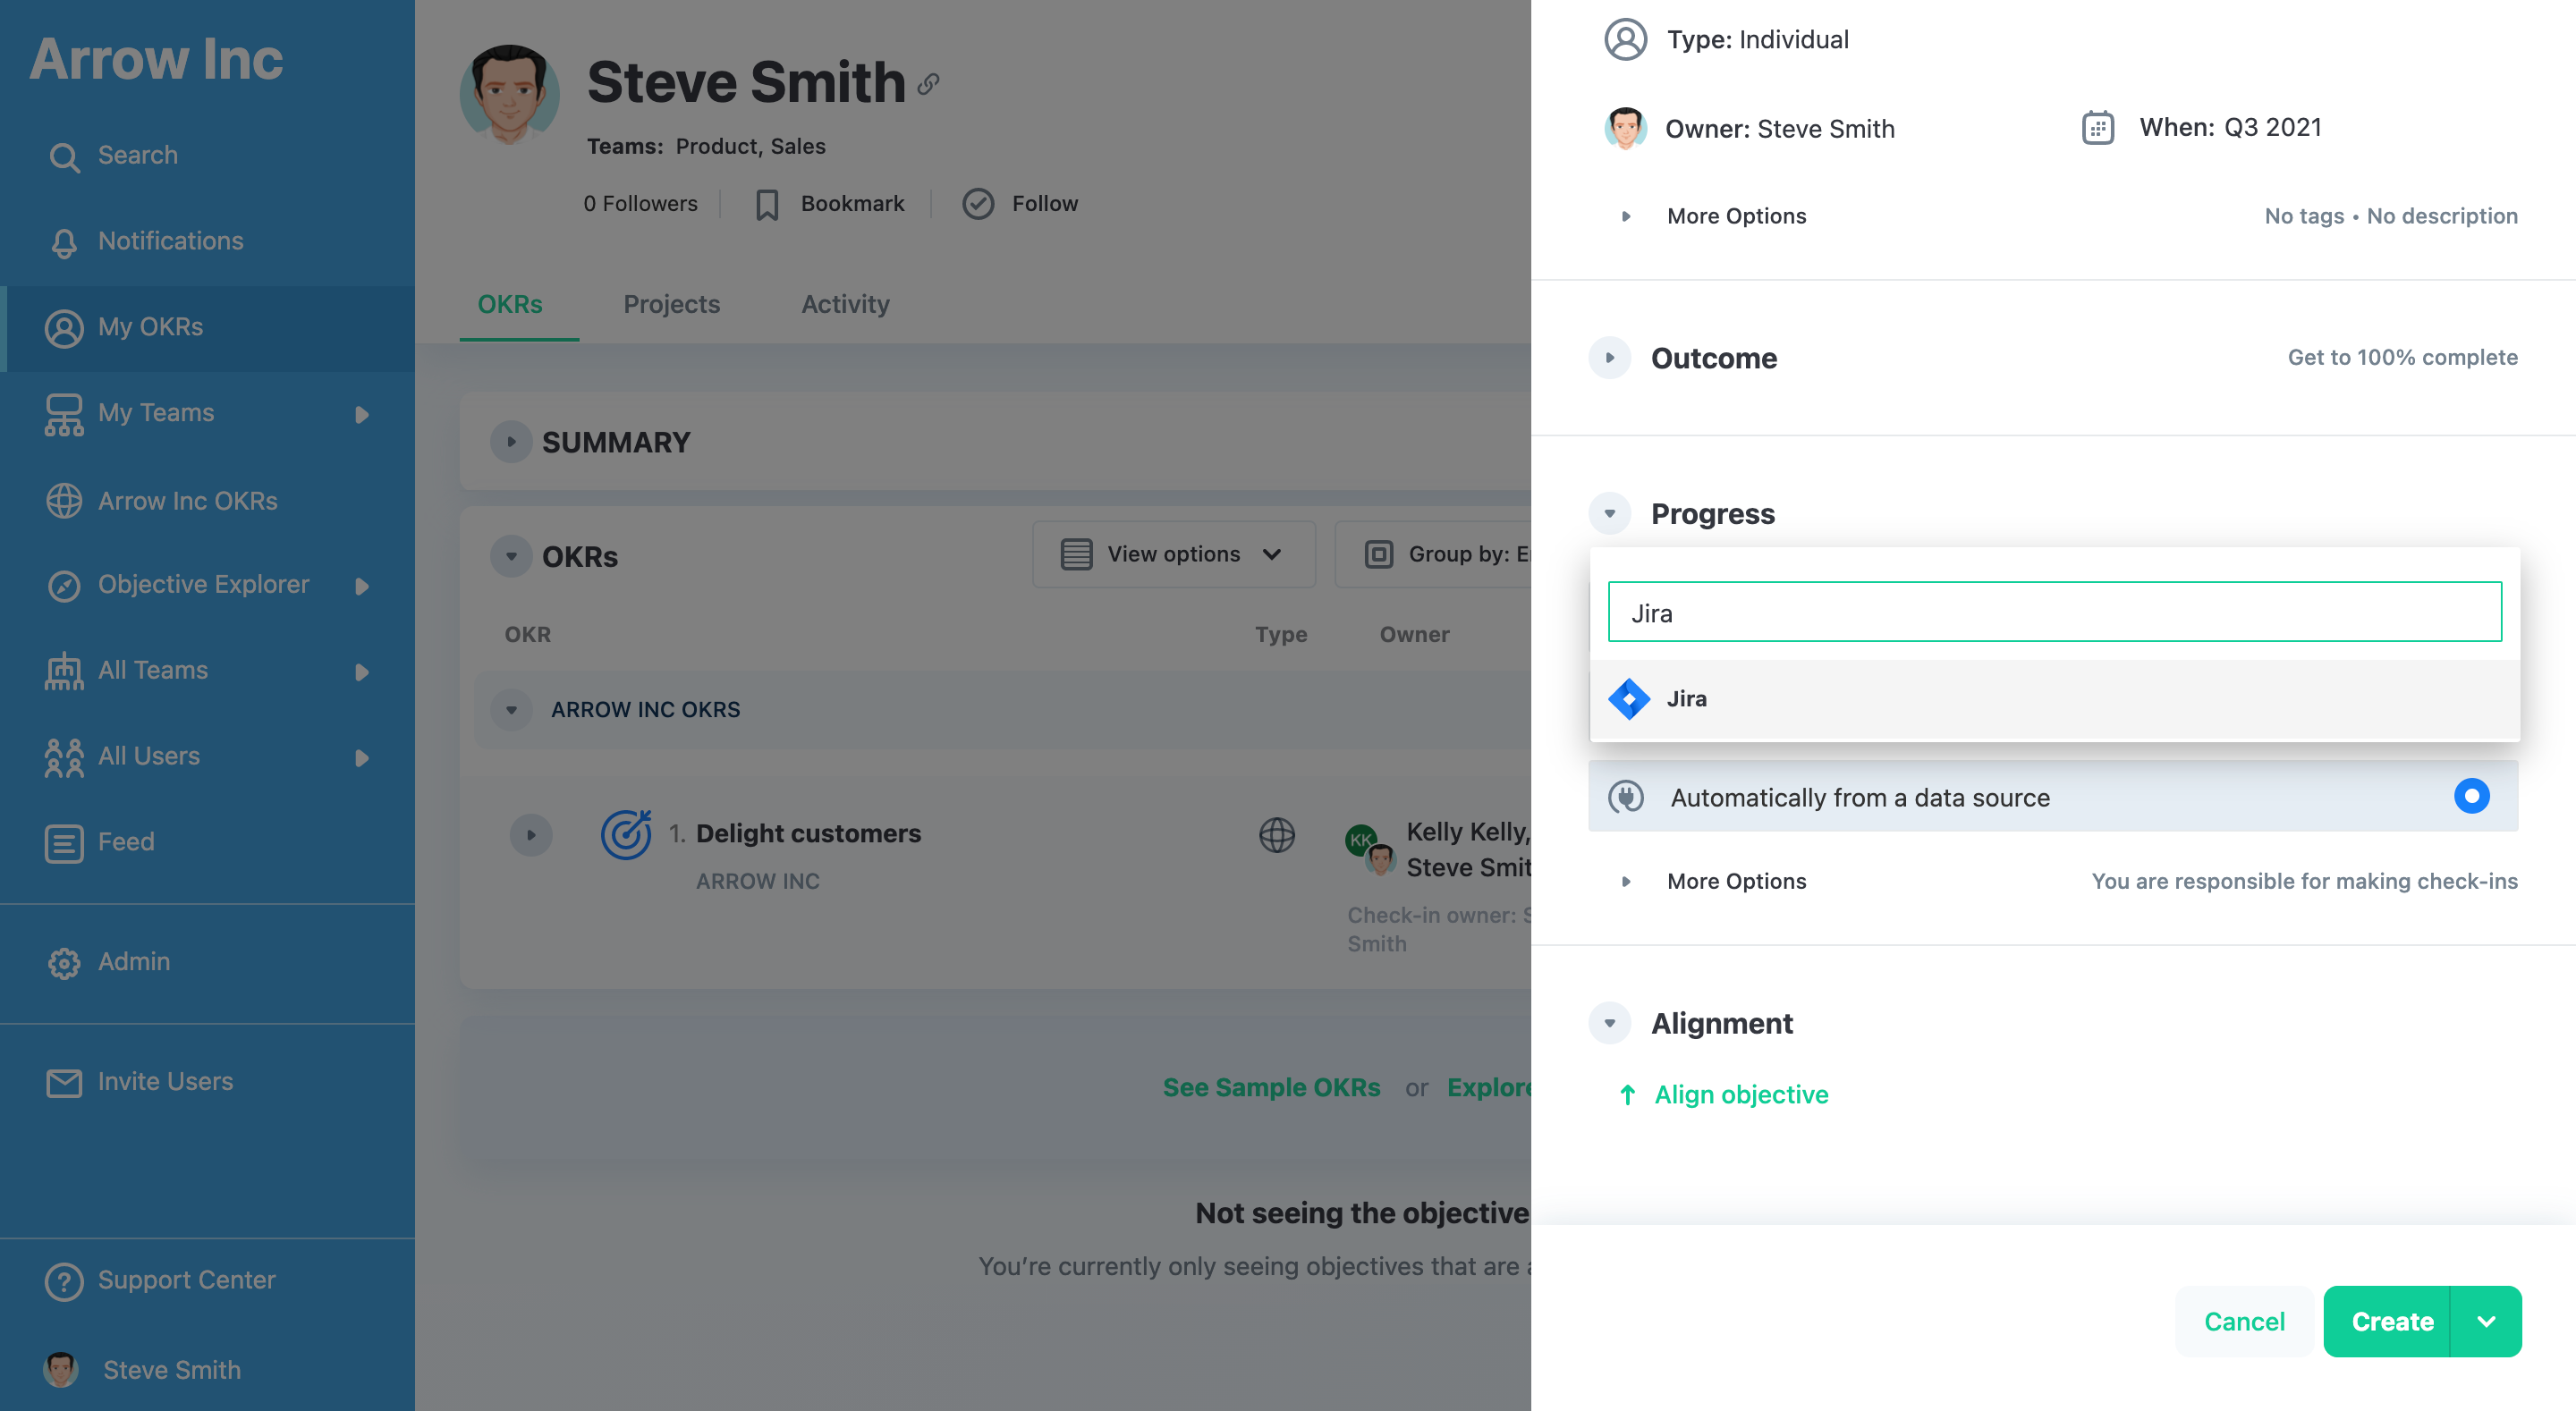 Arrow Inc
Search
Notifications
My OKRs
My Teams
Arrow Inc OKRs
Objective Explorer
All Teams
All Users
Feed
Admin
Invite Users
Support Center
Steve Smith
Steve Smith
Teams: Product, Sales
0 Followers
Bookmark
Follow
OKRs
Projects
Activity
SUMMARY
OKRs
View options
Group by: E
OKR
Type
Owner
ARROW INC OKRS
1. Delight customers
ARROW INC
KK
Kelly Kelly,
Steve Smit
Check-in owner: S
Smith
See Sample OKRs or Explore
Not seeing the objective
You're currently only seeing objectives that are a
Type: Individual
Owner: Steve Smith
When: Q3 2021
More Options
No tags • No description
Outcome
Get to 100% complete
Progress
Jira
Jira
Automatically from a data source
More Options
You are responsible for making check-ins
Alignment
Align objective
Cancel
Create